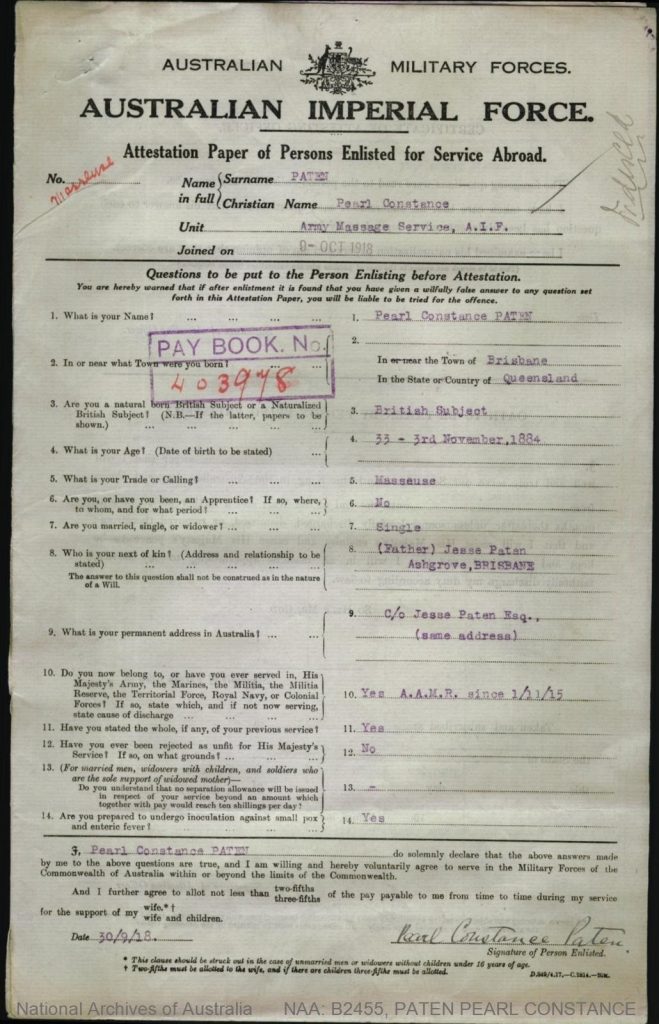 AUSTRALIAN MILITARY FORCES.
AUSTRALIAN IMPERIAL FORCE.
Attestation Paper of Persons Enlisted for Service Abroad.
No. Masseuse
Name in full { Surname PATEN
Christian Name Pearl Constance
Unit Army Massage Service, A.I.F.
Joined on 9-OCT 1918
Questions to be put to the Person Enlisting before Attestation.
You are hereby warned that if after enlistment it is found that you have given a wilfully false answer to any question set
forth in this Attestation Paper, you will be liable to be tried for the offence.
1. What is your Name? ... ... ... 1. Pearl Constance PATEN
PAY BOOK. No.
403978
2. In or near what Town were you born? ... ... 2. In or near the Town of Brisbane
In the State or Country of Queensland
3. Are you a natural born British Subject or a Naturalized
British Subject? (N.B.—If the latter, papers to be
shown.) ... ... ... ... 3. British Subject
4. What is your Age? (Date of birth to be stated) ... 4. 33 - 3rd November, 1884
5. What is your Trade or Calling? ... ... ... 5. Masseuse
6. Are you, or have you been, an Apprentice? If so, where,
to whom, and for what period? ... ... ... 6. No
7. Are you married, single, or widower? ... ... ... 7. Single
8. Who is your next of kin? (Address and relationship to be
stated) ... ... ... ... 8. (Father) Jesse Paten
Ashgrove, BRISBANE
The answer to this question shall not be construed as in the nature
of a Will.
9. What is your permanent address in Australia? ... ... 9. C/o Jesse Paten Esq.,
(same address)
10. Do you now belong to, or have you ever served in, His
Majesty's Army, the Marines, the Militia, the Militia
Reserve, the Territorial Force, Royal Navy, or Colonial
Forces? If so, state which, and if not now serving,
state cause of discharge ... ... ... 10. Yes A.A.M.R. since 1/11/15
11. Have you stated the whole, if any, of your previous service? 11. Yes
12. Have you ever been rejected as unfit for His Majesty's
Service? If so, on what grounds? ... ... ... 12. No
13. (For married men, widowers with children, and soldiers who
are the sole support of widowed mother)—
Do you understand that no separation allowance will be issued
in respect of your service beyond an amount which
together with pay would reach ten shillings per day? ... 13. -
14. Are you prepared to undergo inoculation against small pox
and enteric fever? ... ... ... ... 14. Yes
I, Pearl Constance PATEN do solemnly declare that the above answers made
by me to the above questions are true, and I am willing and hereby voluntarily agree to serve in the Military Forces of the
Commonwealth of Australia within or beyond the limits of the Commonwealth.
And I further agree to allot not less than two-fifths three-fifths of the pay payable to me from time to time during my service
for the support of my wife.*† wife and children.
Date 30/9/18. Pearl Constance Paten.
Signature of Person Enlisted.
* This clause should be struck out in the case of unmarried men or widowers without children under 16 years of age.
† Two-fifths must be allotted to the wife, and if there are children three-fifths must be allotted.
National Archives of Australia NAA: B2455, PATEN PEARL CONSTANCE